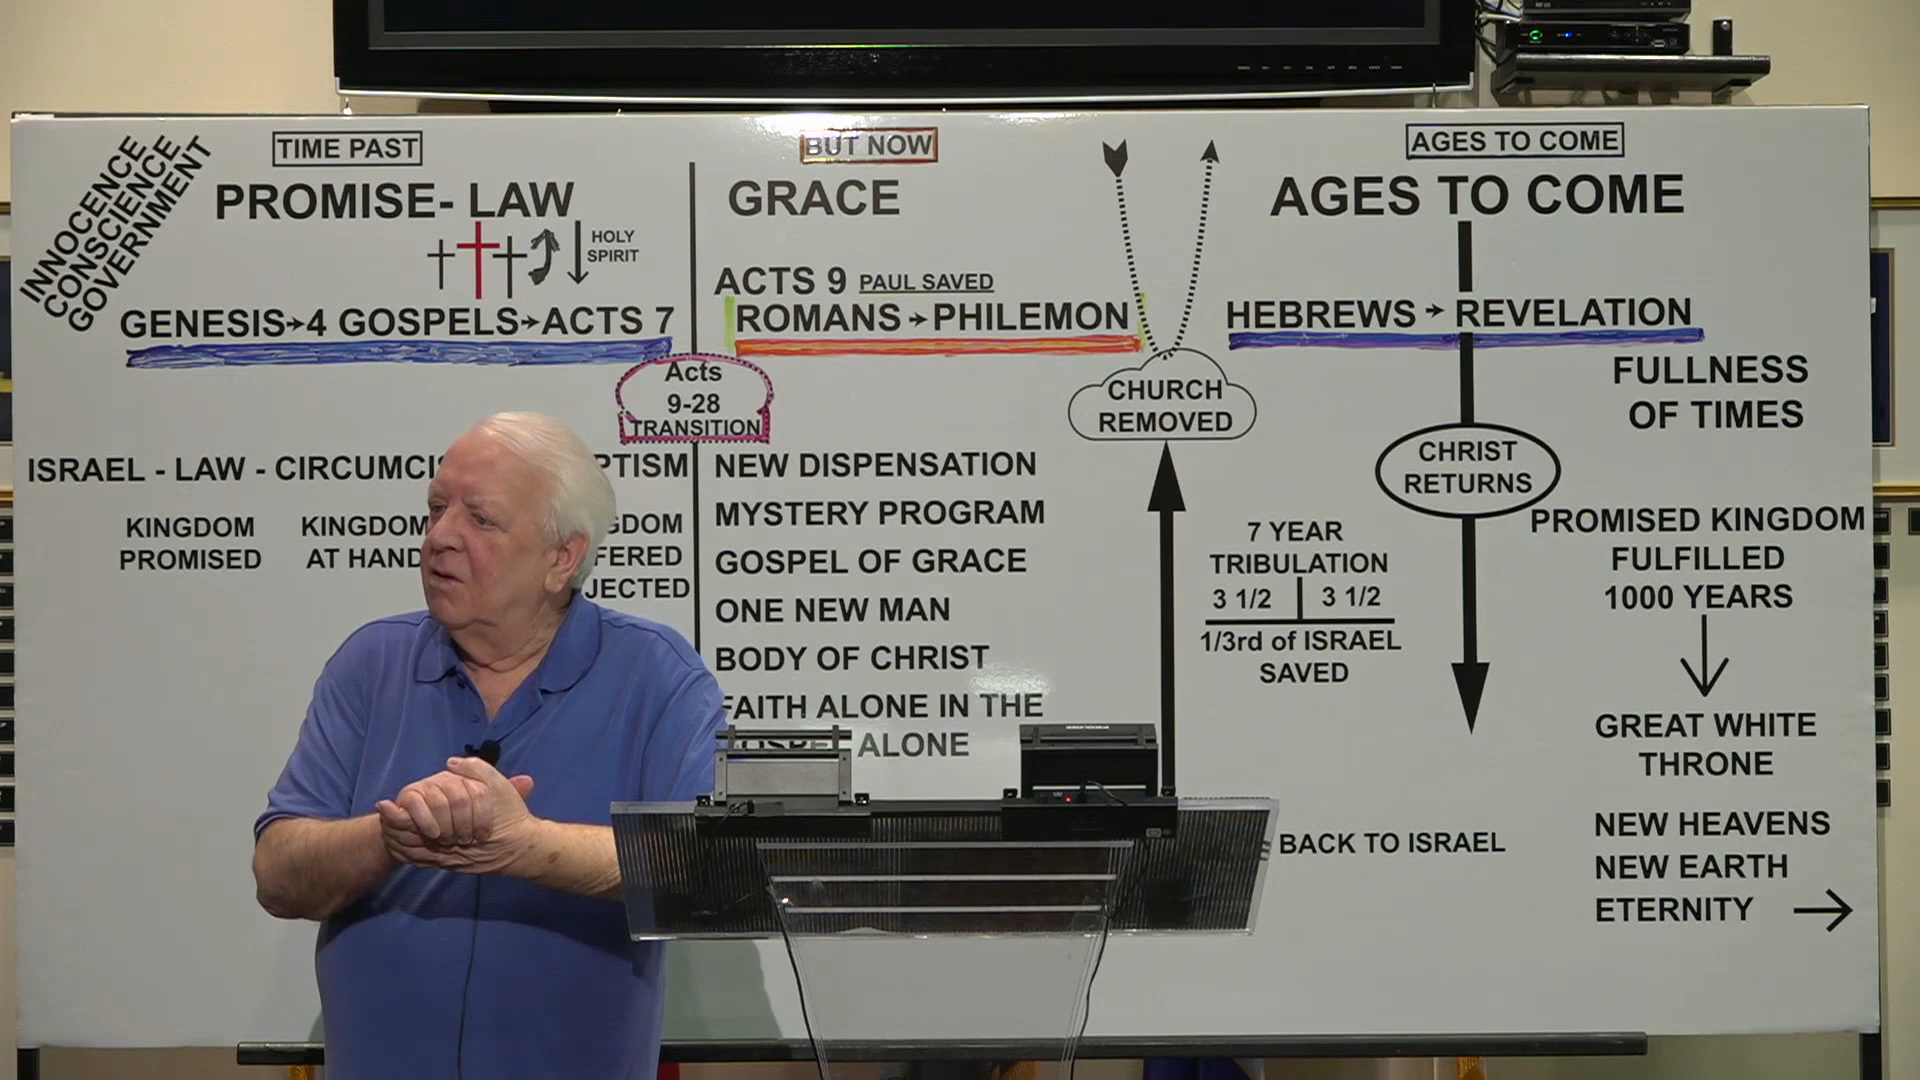 INNOCENCE
CONSCIENCE
GOVERNMENT
TIME PAST
PROMISE- LAW
HOLY
SPIRIT
GENESIS➔4 GOSPELS➔ACTS 7
Acts
9-28
TRANSITION
ISRAEL - LAW - CIRCUMCIS
PTISM
KINGDOM
PROMISED
KINGDOM
AT HAND
GDOM
FERED
JECTED
BUT NOW
GRACE
ACTS 9 PAUL SAVED
ROMANS➔PHILEMON
NEW DISPENSATION
MYSTERY PROGRAM
GOSPEL OF GRACE
ONE NEW MAN
BODY OF CHRIST
FAITH ALONE IN THE
GOSPEL ALONE
CHURCH
REMOVED
AGES TO COME
AGES TO COME
HEBREWS➔REVELATION
FULLNESS
OF TIMES
CHRIST
RETURNS
7 YEAR
TRIBULATION
3 1/2 3 1/2
1/3rd of ISRAEL
SAVED
PROMISED KINGDOM
FULFILLED
1000 YEARS
GREAT WHITE
THRONE
BACK TO ISRAEL
NEW HEAVENS
NEW EARTH
ETERNITY